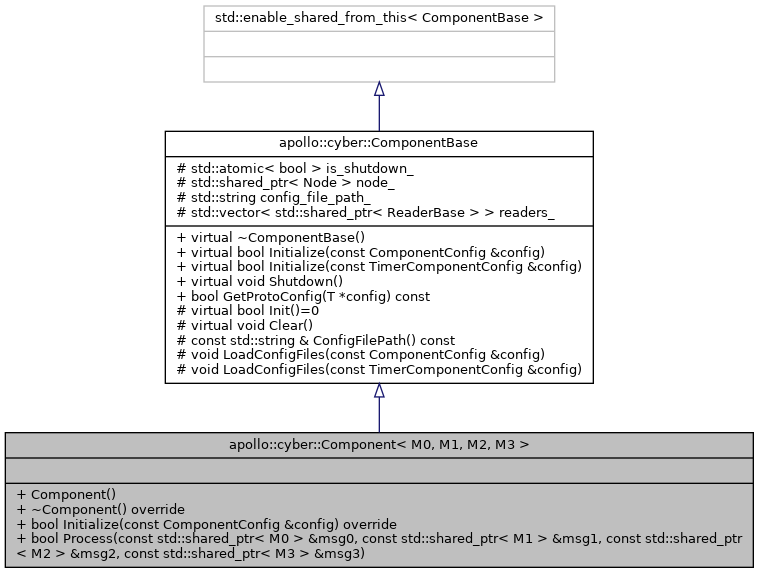 std::enable_shared_from_this< ComponentBase >
apollo::cyber::ComponentBase
# std::atomic< bool > is_shutdown_
# std::shared_ptr< Node > node_
# std::string config_file_path_
# std::vector< std::shared_ptr< ReaderBase > > readers_
+ virtual ~ComponentBase()
+ virtual bool Initialize(const ComponentConfig &config)
+ virtual bool Initialize(const TimerComponentConfig &config)
+ virtual void Shutdown()
+ bool GetProtoConfig(T *config) const
# virtual bool Init()=0
# virtual void Clear()
# const std::string & ConfigFilePath() const
# void LoadConfigFiles(const ComponentConfig &config)
# void LoadConfigFiles(const TimerComponentConfig &config)
apollo::cyber::Component< M0, M1, M2, M3 >
+ Component()
+ ~Component() override
+ bool Initialize(const ComponentConfig &config) override
+ bool Process(const std::shared_ptr< M0 > &msg0, const std::shared_ptr< M1 > &msg1, const std::shared_ptr
< M2 > &msg2, const std::shared_ptr< M3 > &msg3)